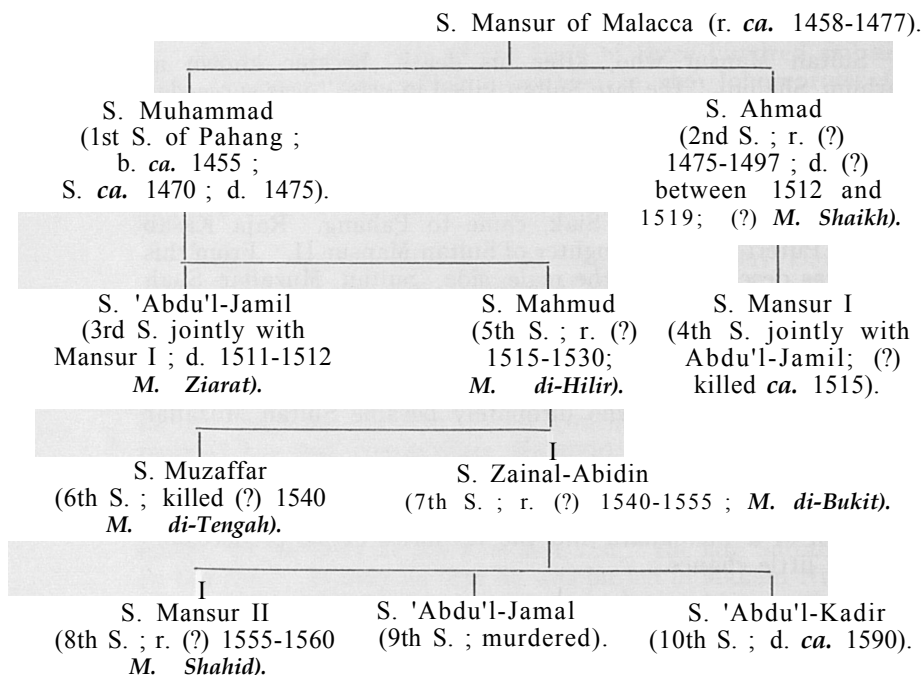 S. Mansur of Malacca (r. ca. 1458-1477).
S. Muhammad
(1st S. of Pahang ;
b. ca. 1455 ;
S. ca. 1470 ; d. 1475).
S. Ahmad
(2nd S. ; r. (?)
1475-1497 ; d. (?)
between 1512 and
1519; (?) M. Shaikh).
S. 'Abdu'l-Jamil
(3rd S. jointly with
Mansur I ; d. 1511-1512
M. Ziarat).
S. Mahmud
(5th S. ; r. (?)
1515-1530;
M. di-Hilir).
S. Mansur I
(4th S. jointly with
Abdu'l-Jamil; (?)
killed ca. 1515).
S. Muzaffar
(6th S. ; killed (?) 1540
M. di-Tengah).
S. Zainal-Abidin
(7th S. ; r. (?) 1540-1555 ; M. di-Bukit).
S. Mansur II
(8th S. ; r. (?) 1555-1560
M. Shahid).
S. 'Abdu'l-Jamal
(9th S. ; murdered).
S. 'Abdu'l-Kadir
(10th S. ; d. ca. 1590).